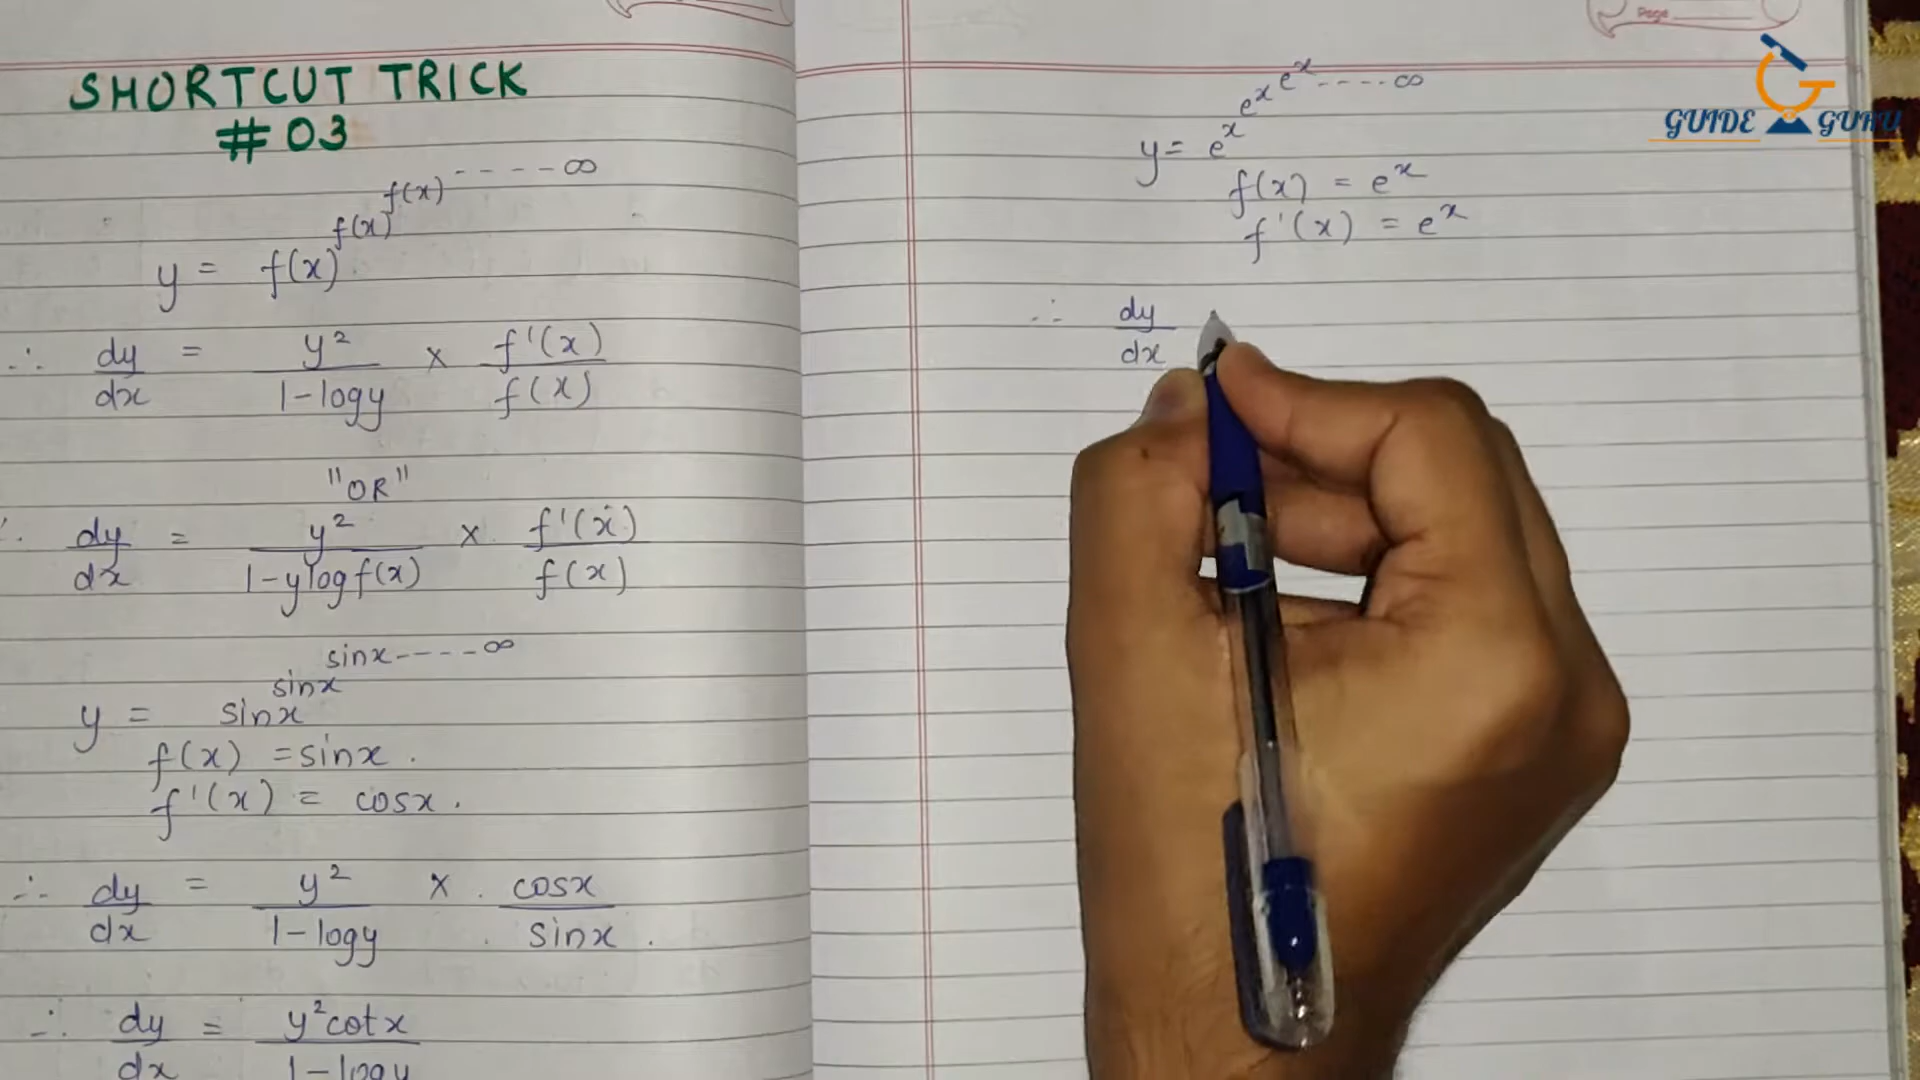 SHORTCUT TRICK
# 03
y = f(x)^f(x)^f(x)^----∞
∴ dy/dx = y²/(1-logy) × f'(x)/f(x)
"OR"
∴ dy/dx = y²/(1-ylogf(x)) × f'(x)/f(x)
y = sinx^sinx^sinx----∞
f(x) = sinx.
f'(x) = cosx.
∴ dy/dx = y²/(1-logy) × cosx/sinx.
∴ dy/dx = y²cotx/(1-logy
Page
y = e^x^e^x^e^x----∞
f(x) = e^x
f'(x) = e^x
∴ dy/dx
GUIDE GURU